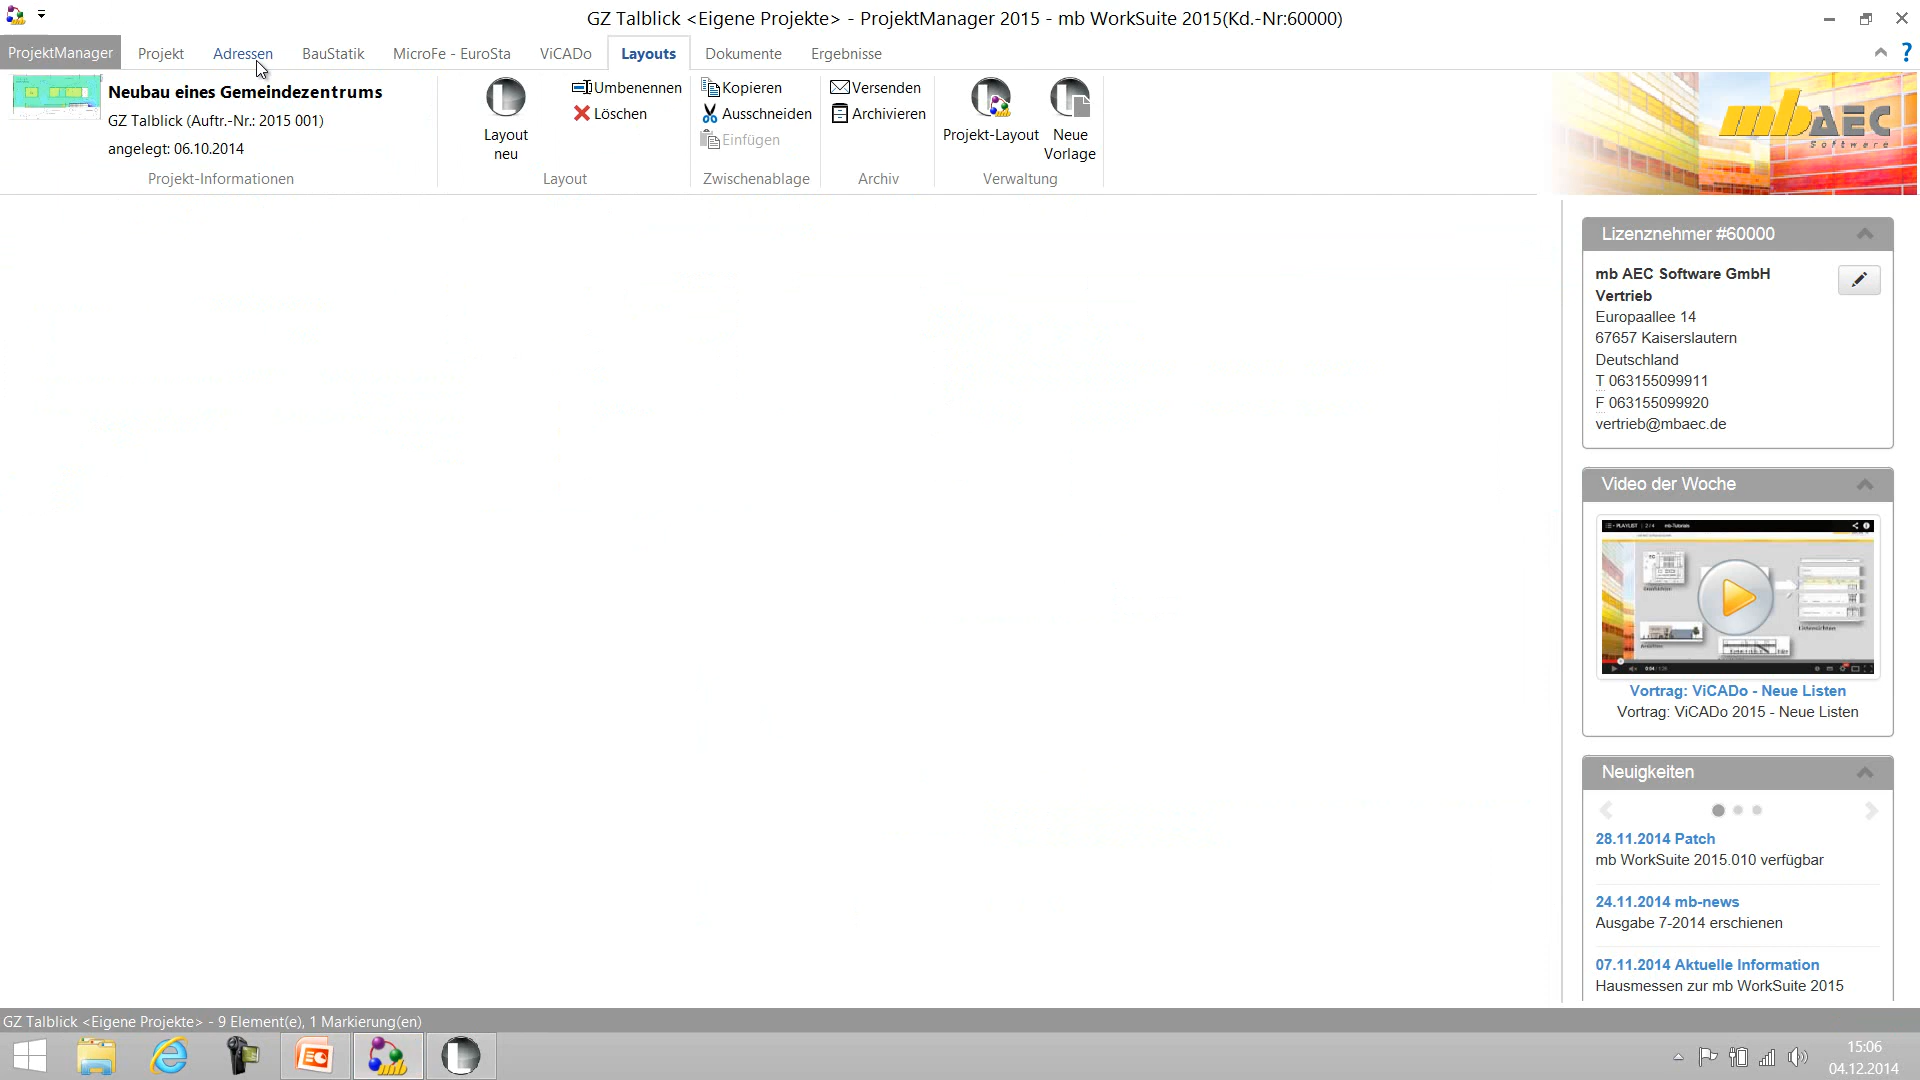 GZ Talblick <Eigene Projekte> - ProjektManager 2015 - mb WorkSuite 2015(Kd.-Nr:60000)
ProjektManager Projekt Adressen BauStatik MicroFe - EuroSta ViCADo Layouts Dokumente Ergebnisse
Neubau eines Gemeindezentrums
GZ Talblick (Auftr.-Nr.: 2015 001)
angelegt: 06.10.2014
Projekt-Informationen
Layout
neu
Umbenennen
Löschen
Layout
Kopieren
Ausschneiden
Einfügen
Zwischenablage
Versenden
Archivieren
Archiv
Projekt-Layout
Neue
Vorlage
Verwaltung
mb AEC
Software
Lizenznehmer #60000
mb AEC Software GmbH
Vertrieb
Europaallee 14
67657 Kaiserslautern
Deutschland
T 063155099911
F 063155099920
vertrieb@mbaec.de
Video der Woche
Vortrag: ViCADo - Neue Listen
Vortrag: ViCADo 2015 - Neue Listen
Neuigkeiten
28.11.2014 Patch
mb WorkSuite 2015.010 verfügbar
24.11.2014 mb-news
Ausgabe 7-2014 erschienen
07.11.2014 Aktuelle Information
Hausmessen zur mb WorkSuite 2015
GZ Talblick <Eigene Projekte> - 9 Element(e), 1 Markierung(en)
15:06
04.12.2014